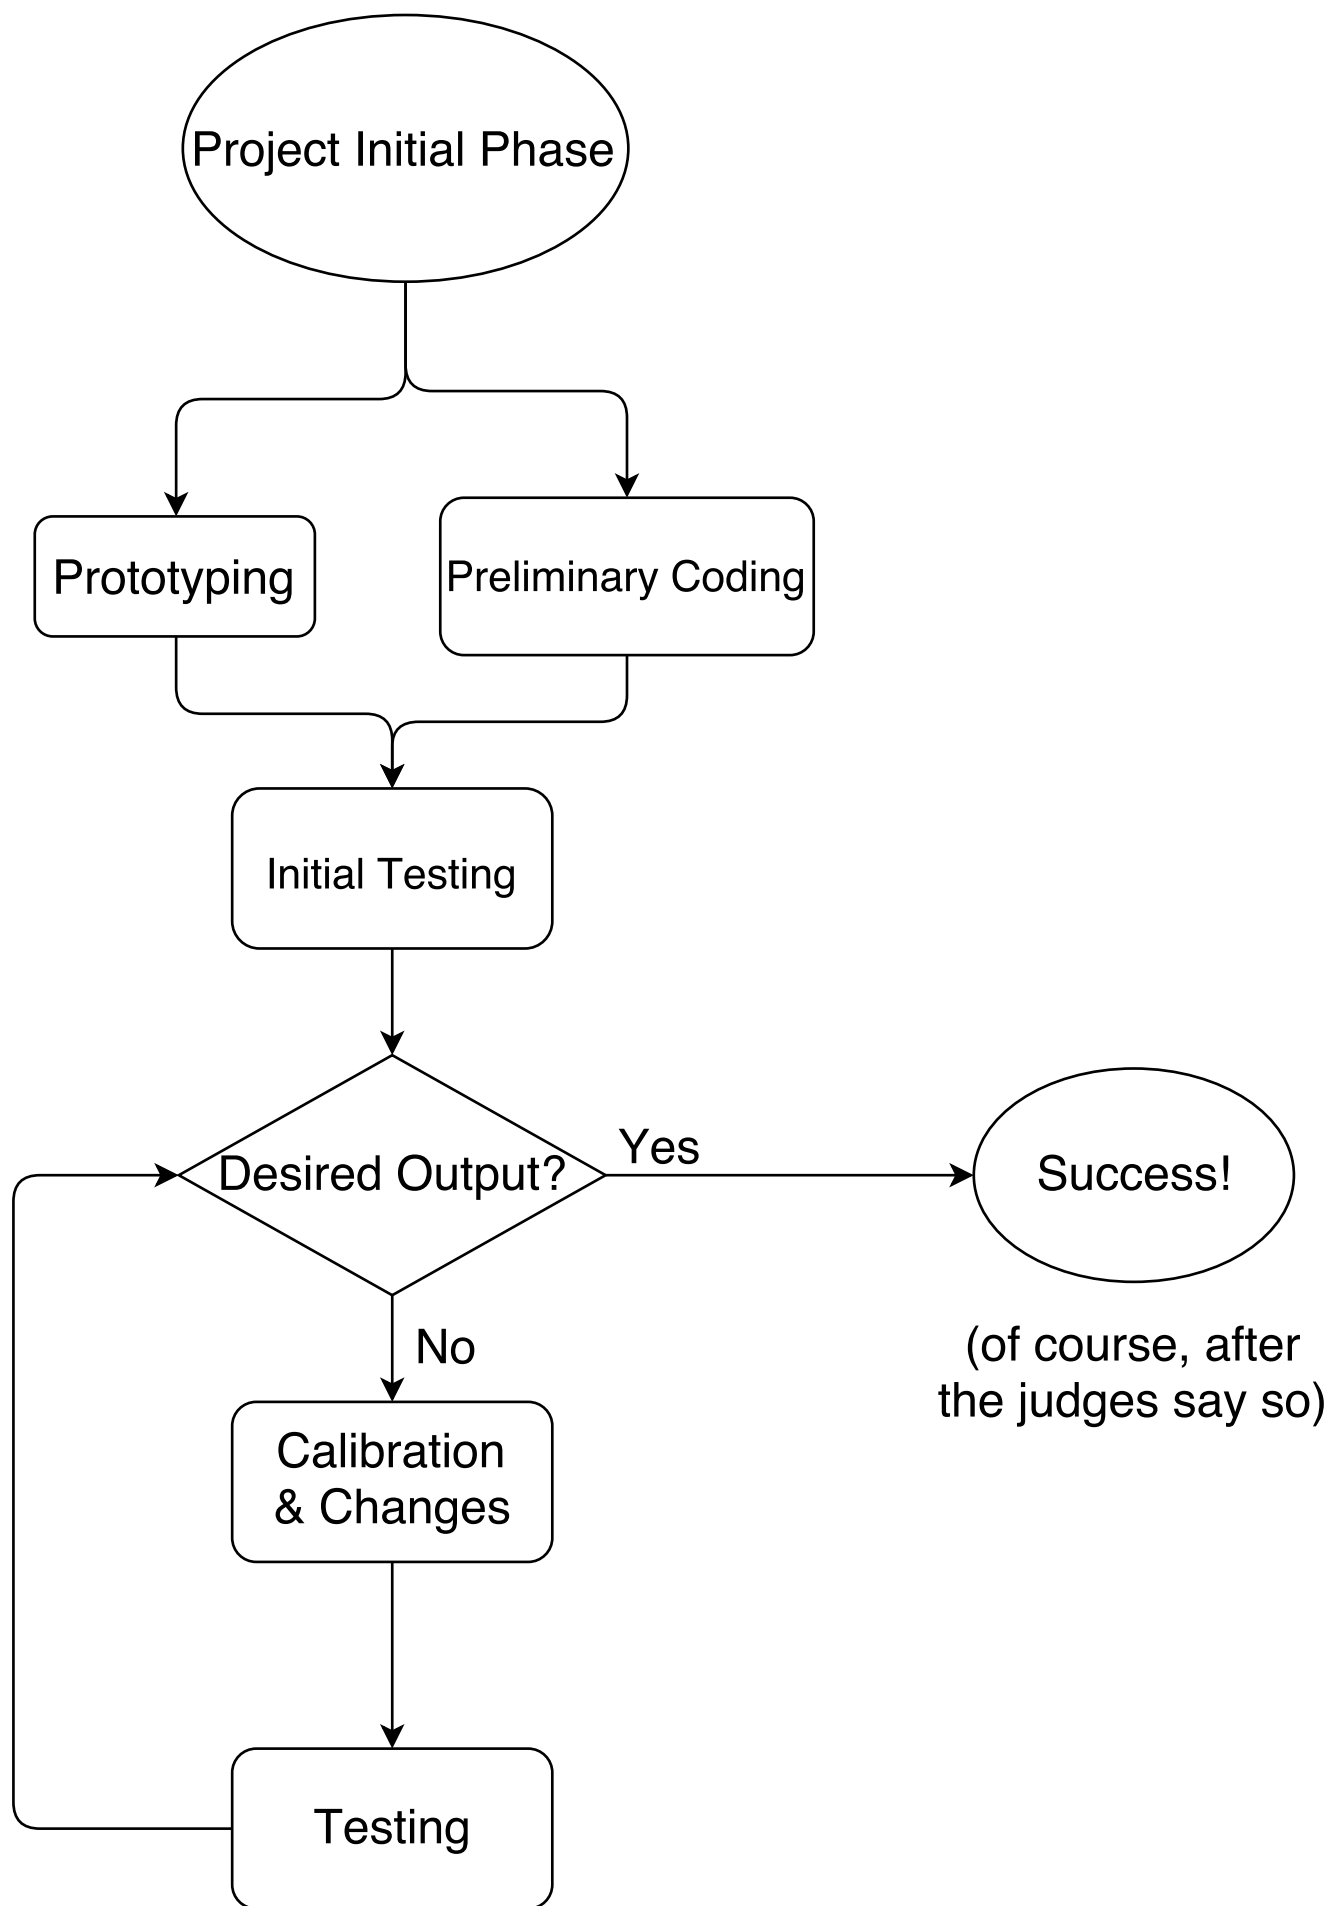 Project Initial Phase
Prototyping
Preliminary Coding
Initial Testing
Desired Output?
Yes
Success!
(of course, after
the judges say so)
No
Calibration
& Changes
Testing